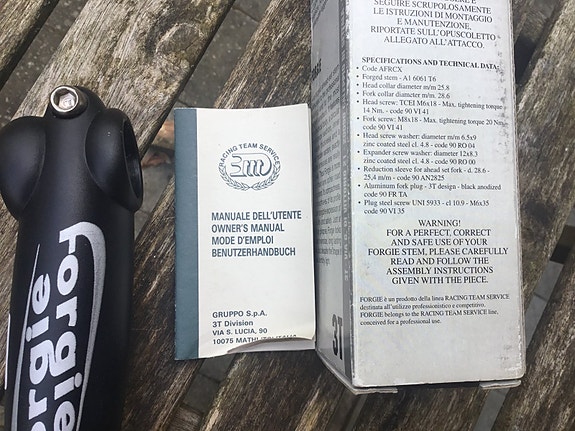 Forgie
Forgie
RACING TEAM SERVICE
MANUALE DELL'UTENTE
OWNER'S MANUAL
MODE D'EMPLOI
BENUTZERHANDBUCH
GRUPPO S.p.A.
3T Division
VIA S. LUCIA, 90
10075
3T
SEGUIRE SCRUPOLOSAMENTE
LE ISTRUZIONI DI MONTAGGIO
E MANUTENZIONE,
RIPORTATE SULL'OPUSCOLETTO
ALLEGATO ALL'ATTACCO.
SPECIFICATIONS AND TECHNICAL DATA:
• Code AFRCX
• Forged stem - A1 6061 T6
• Head collar diameter m/m 25.8
• Fork collar diameter m/m. 28.6
• Head screw: TCEI M6x18 - Max. tightening torque
14 Nm. - code 90 VI 41
• Fork screw: M8x18 - Max. tightening torque 20 Nm
code 90 VI 41
• Head screw washer: diameter m/m 6.5x9
zinc coated steel cl. 4.8 - code 90 RO 04
• Expander screw washer: diameter 12x8.3
zinc coated steel cl. 4.8 - code 90 RO 00
• Reduction sleeve for ahead set fork - d. 28.6 -
25,4 m/m - code 90 AN2825
• Aluminum fork plug - 3T design - black anodized
code 90 FR TA
• Plug steel screw UNI 5933 - cl 10.9 - M6x35
code 90 VI 35
WARNING!
FOR A PERFECT, CORRECT
AND SAFE USE OF YOUR
FORGIE STEM, PLEASE CAREFULLY
READ AND FOLLOW THE
ASSEMBLY INSTRUCTIONS
GIVEN WITH THE PIECE.
FORGIE è un prodotto della linea RACING TEAM SERVICE
destinata all'utilizzo professionistico e competitivo.
FORGIE belongs to the RACING TEAM SERVICE line,
conceived for a professional use.